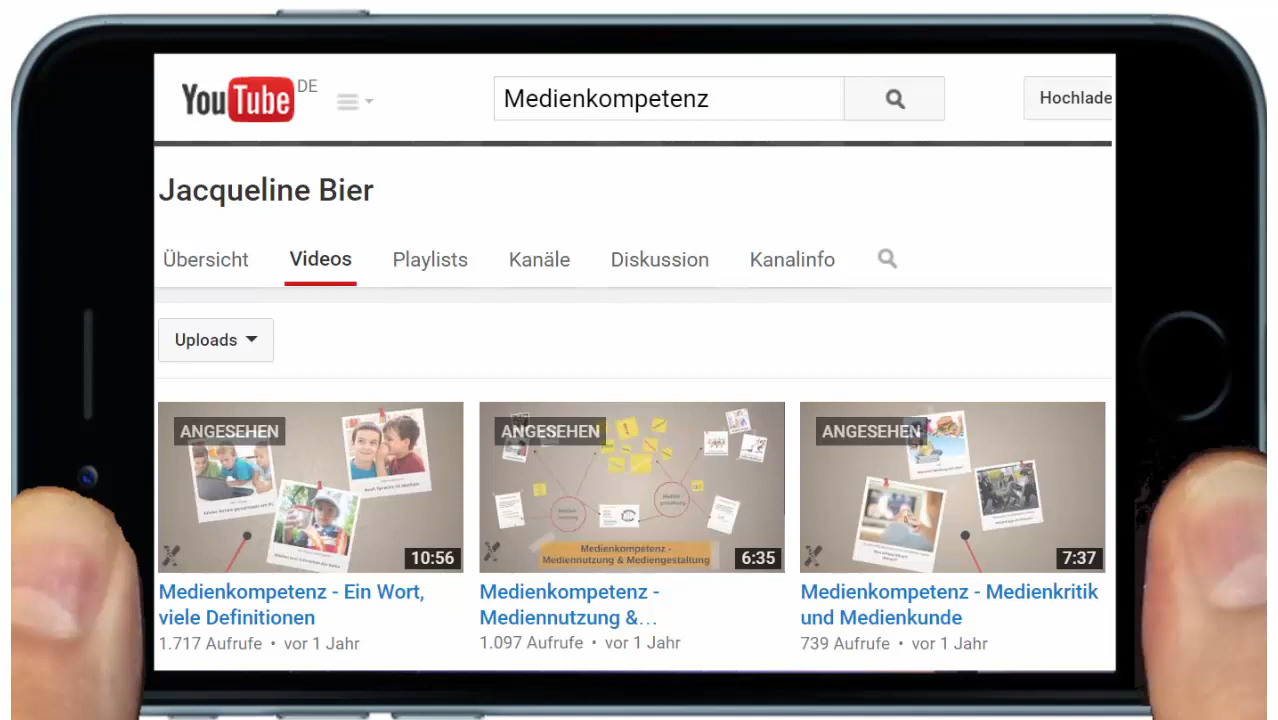 YouTube DE
Medienkompetenz
Hochlade
Jacqueline Bier
Übersicht Videos Playlists Kanäle Diskussion Kanalinfo
Uploads
ANGESEHEN ANGESEHEN ANGESEHEN
Medienkompetenz -
Mediennutzung & Mediengestaltung
10:56 6:35 7:37
Medienkompetenz - Ein Wort,
viele Definitionen
1.717 Aufrufe • vor 1 Jahr
Medienkompetenz -
Mediennutzung &...
1.097 Aufrufe • vor 1 Jahr
Medienkompetenz - Medienkritik
und Medienkunde
739 Aufrufe • vor 1 Jahr